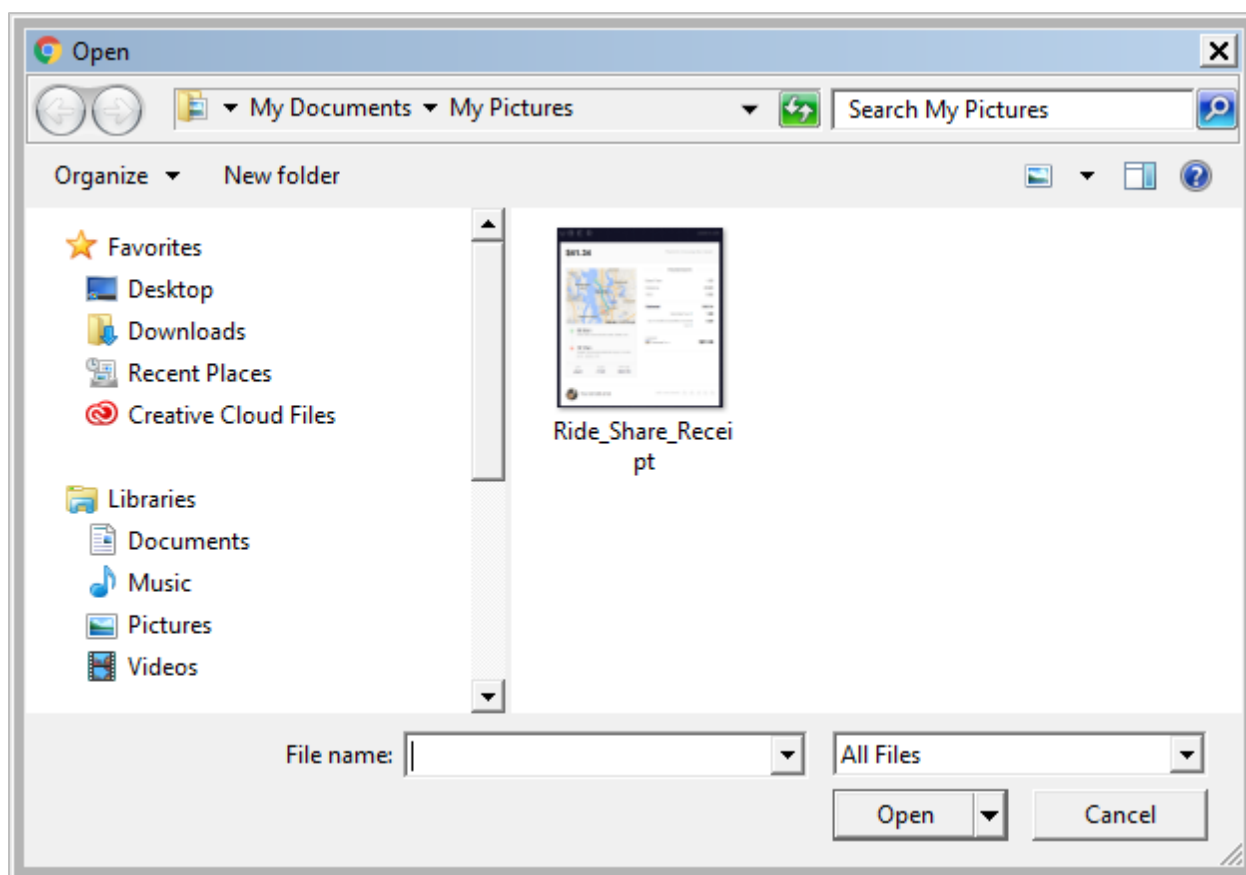 Open
My Documents My Pictures
Search My Pictures
Organize
New folder
Favorites
Desktop
Downloads
Recent Places
Creative Cloud Files
Libraries
Documents
Music
Pictures
Videos
Ride_Share_Recei
pt
File name:
All Files
Open
Cancel